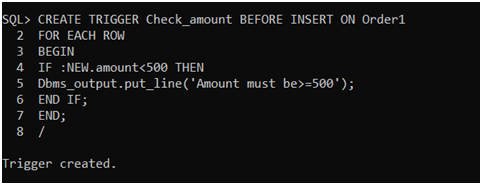 SQL> CREATE TRIGGER Check_amount BEFORE INSERT ON Order1
2 FOR EACH ROW
3 BEGIN
4 IF :NEW.amount<500 THEN
5 Dbms_output.put_line('Amount must be>=500');
6 END IF;
7 END;
8 /
Trigger created.